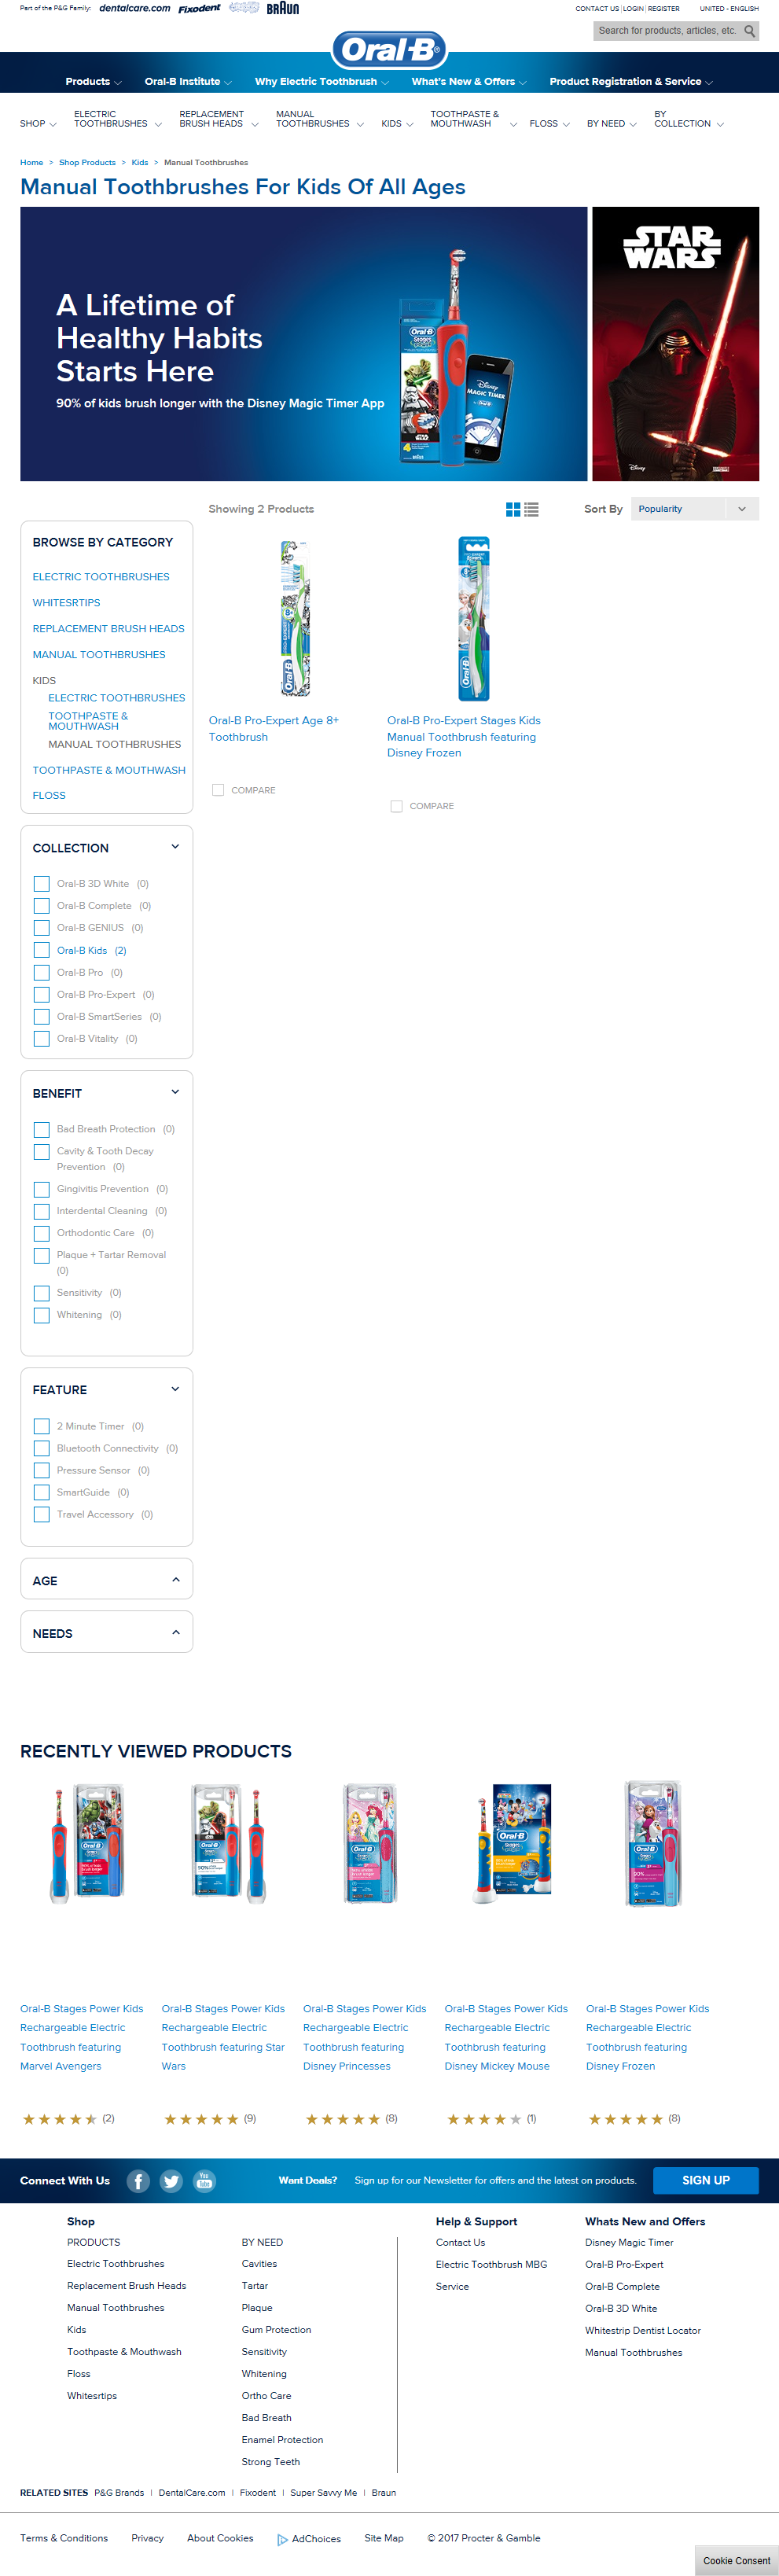 Part of the P&G Family: dentalcare.com Fixodent BRAUN
CONTACT US | LOGIN | REGISTER UNITED - ENGLISH
Search for products, articles, etc.
Oral-B
Products Oral-B Institute Why Electric Toothbrush What's New & Offers Product Registration & Service
SHOP ELECTRIC TOOTHBRUSHES REPLACEMENT BRUSH HEADS MANUAL TOOTHBRUSHES KIDS TOOTHPASTE & MOUTHWASH FLOSS BY NEED BY COLLECTION
Home > Shop Products > Kids > Manual Toothbrushes
Manual Toothbrushes For Kids Of All Ages
A Lifetime of
Healthy Habits
Starts Here
90% of kids brush longer with the Disney Magic Timer App
Oral-B
Stages
STAR WARS
Disney
MAGIC TIMER
Oral-B
BRAUN
STAR
WARS
Disney
Showing 2 Products
Sort By Popularity
BROWSE BY CATEGORY
ELECTRIC TOOTHBRUSHES
WHITESRTIPS
REPLACEMENT BRUSH HEADS
MANUAL TOOTHBRUSHES
KIDS
ELECTRIC TOOTHBRUSHES
TOOTHPASTE &
MOUTHWASH
MANUAL TOOTHBRUSHES
TOOTHPASTE & MOUTHWASH
FLOSS
8+
Oral-B
Oral-B Pro-Expert Age 8+
Toothbrush
COMPARE
Oral-B
Oral-B Pro-Expert Stages Kids
Manual Toothbrush featuring
Disney Frozen
COMPARE
COLLECTION
Oral-B 3D White (0)
Oral-B Complete (0)
Oral-B GENIUS (0)
Oral-B Kids (2)
Oral-B Pro (0)
Oral-B Pro-Expert (0)
Oral-B SmartSeries (0)
Oral-B Vitality (0)
BENEFIT
Bad Breath Protection (0)
Cavity & Tooth Decay
Prevention (0)
Gingivitis Prevention (0)
Interdental Cleaning (0)
Orthodontic Care (0)
Plaque + Tartar Removal
(0)
Sensitivity (0)
Whitening (0)
FEATURE
2 Minute Timer (0)
Bluetooth Connectivity (0)
Pressure Sensor (0)
SmartGuide (0)
Travel Accessory (0)
AGE
NEEDS
RECENTLY VIEWED PRODUCTS
Oral-B Stages Power Kids
Rechargeable Electric
Toothbrush featuring
Marvel Avengers
(2)
Oral-B Stages Power Kids
Rechargeable Electric
Toothbrush featuring Star
Wars
(9)
Oral-B Stages Power Kids
Rechargeable Electric
Toothbrush featuring
Disney Princesses
(8)
Oral-B Stages Power Kids
Rechargeable Electric
Toothbrush featuring
Disney Mickey Mouse
(1)
Oral-B Stages Power Kids
Rechargeable Electric
Toothbrush featuring
Disney Frozen
(8)
Connect With Us You Tube Want Deals? Sign up for our Newsletter for offers and the latest on products. SIGN UP
Shop
PRODUCTS
Electric Toothbrushes
Replacement Brush Heads
Manual Toothbrushes
Kids
Toothpaste & Mouthwash
Floss
Whitesrtips
BY NEED
Cavities
Tartar
Plaque
Gum Protection
Sensitivity
Whitening
Ortho Care
Bad Breath
Enamel Protection
Strong Teeth
Help & Support
Contact Us
Electric Toothbrush MBG
Service
Whats New and Offers
Disney Magic Timer
Oral-B Pro-Expert
Oral-B Complete
Oral-B 3D White
Whitestrip Dentist Locator
Manual Toothbrushes
RELATED SITES P&G Brands | DentalCare.com | Fixodent | Super Savvy Me | Braun
Terms & Conditions Privacy About Cookies AdChoices Site Map © 2017 Procter & Gamble
Cookie Consent